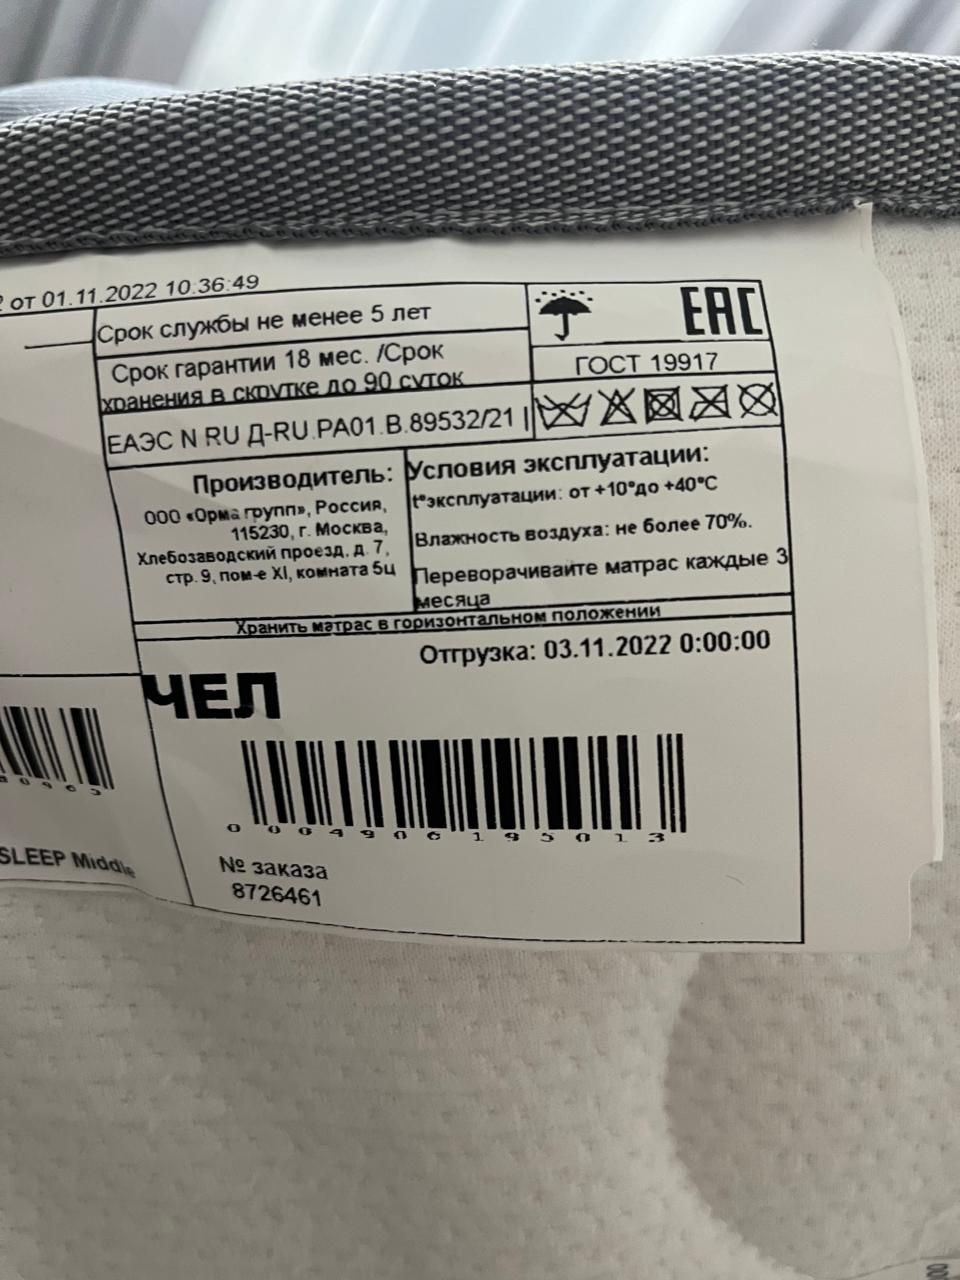 от 01.11.2022 10:36:49
Срок службы не менее 5 лет
EAC
Срок гарантии 18 мес. /Срок
хранения в скрутке до 90 суток
ГОСТ 19917
ЕАЭС N RU Д-RU.РА01.В.89532/21
Производитель:
ООО «Орма групп», Россия,
115230, г. Москва,
Хлебозаводский проезд, д. 7,
стр. 9, пом-е XI, комната 5ц
Условия эксплуатации:
t°эксплуатации: от +10°до +40°С
Влажность воздуха: не более 70%.
Переворачивайте матрас каждые 3
месяца
Хранить матрас в горизонтальном положении
Отгрузка: 03.11.2022 0:00:00
ЧЕЛ
0004906195013
SLEEP Middle
№ заказа
8726461